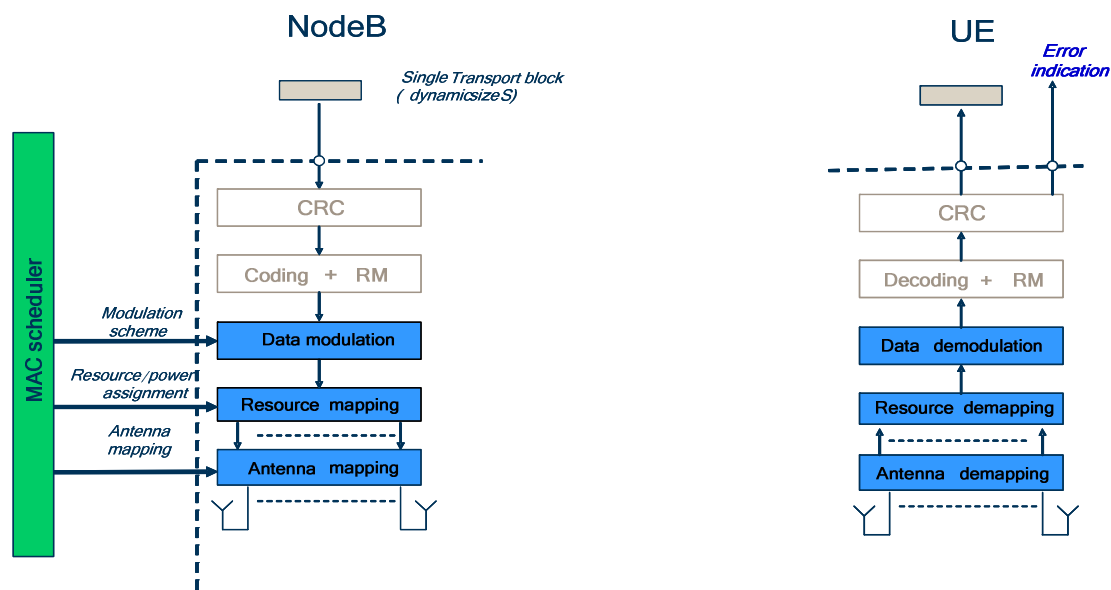 NodeB
UE
Single Transport block
( dynamicsize S)
Error
indication
CRC
CRC
Coding + RM
Decoding + RM
MAC scheduler
Modulation
scheme
Data modulation
Data demodulation
Resource/power
assignment
Resource mapping
Resource demapping
Antenna
mapping
Antenna mapping
Antenna demapping